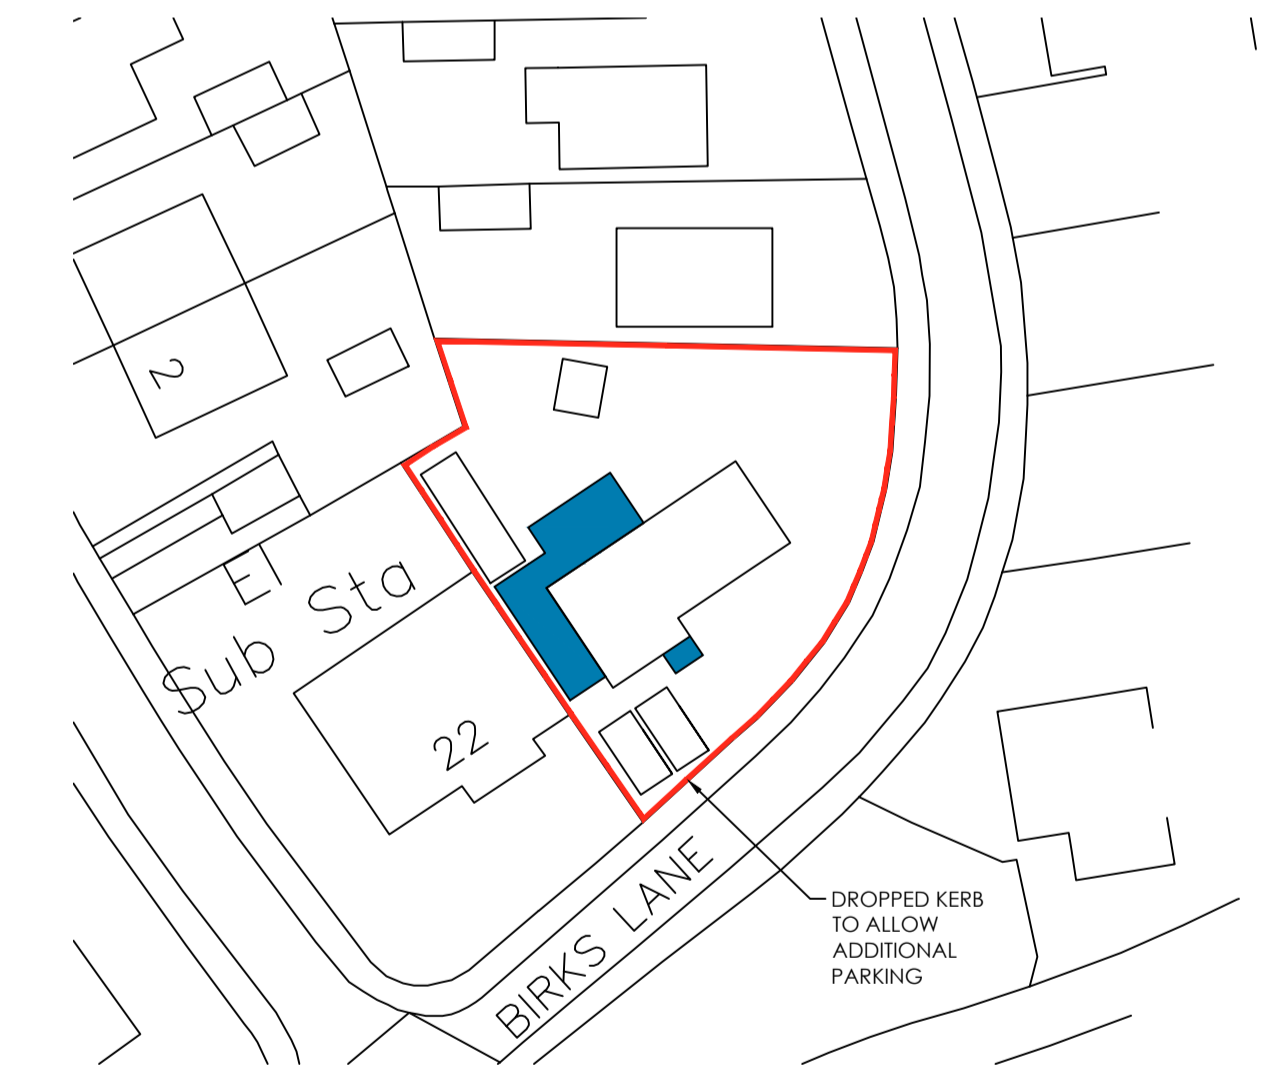 2
El
Sub Sta
22
BIRKS LANE
DROPPED KERB
TO ALLOW
ADDITIONAL
PARKING